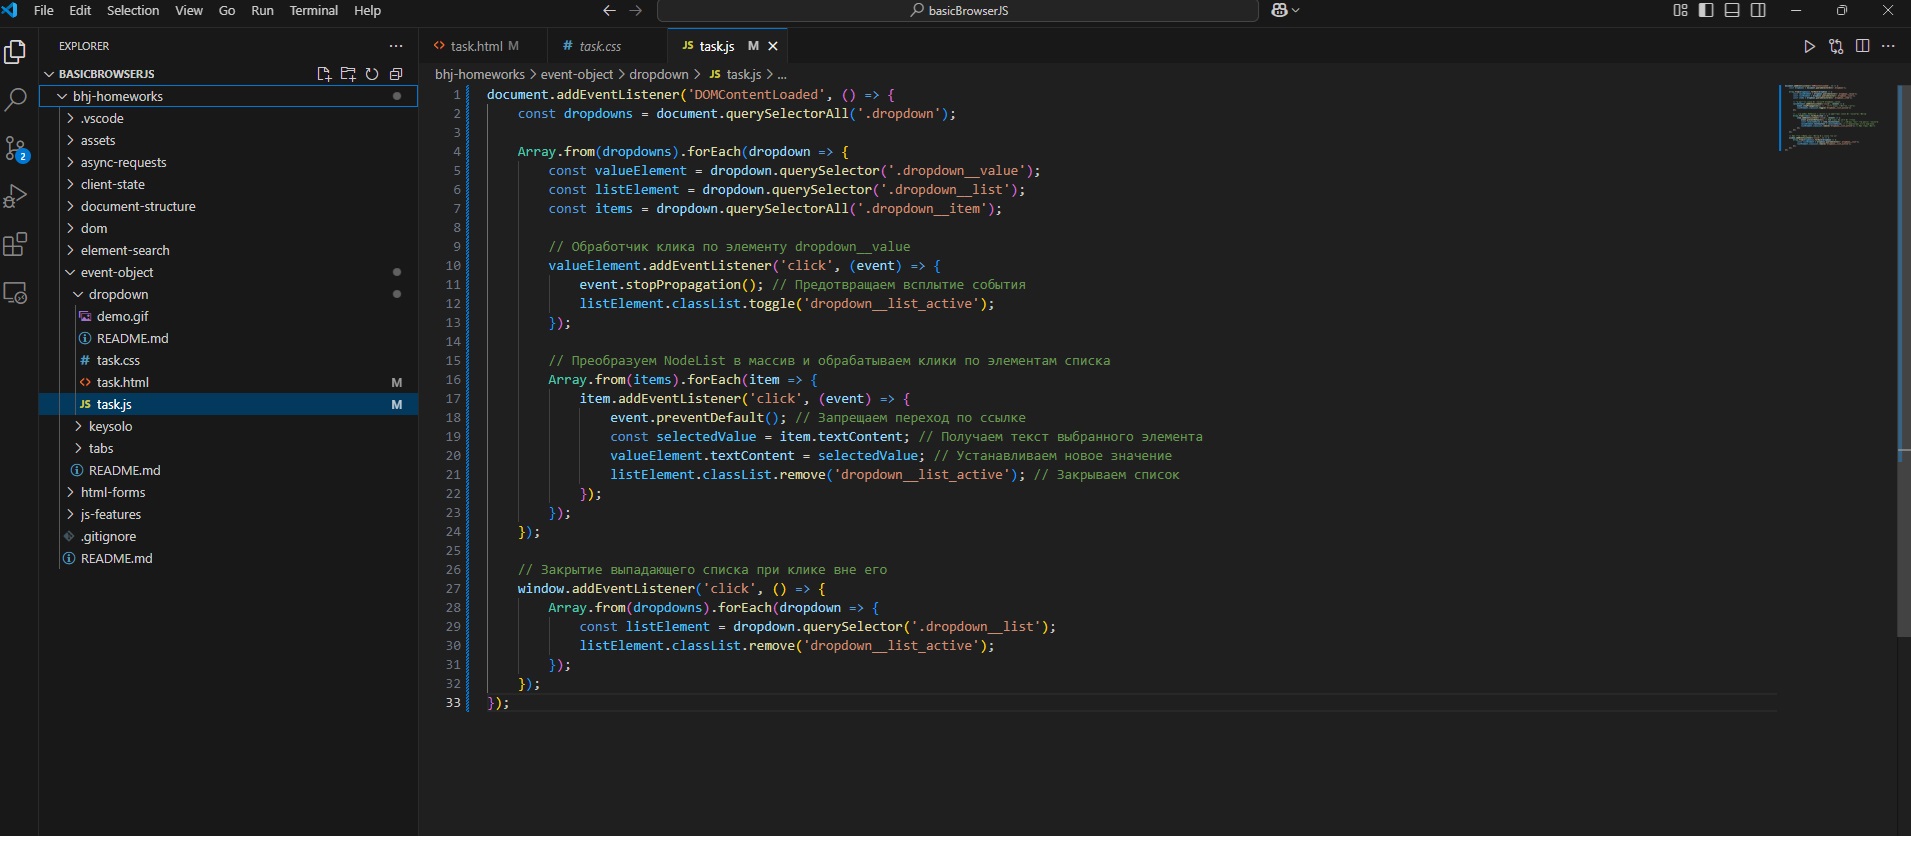 File Edit Selection View Go Run Terminal Help
basicBrowserJS
EXPLORER
task.html M
# task.css
JS task.js M
BASICBROWSERJS
bhj-homeworks > event-object > dropdown > JS task.js > ...
bhj-homeworks
.vscode
assets
async-requests
client-state
document-structure
dom
element-search
event-object
dropdown
demo.gif
README.md
# task.css
task.html M
JS task.js M
keysolo
tabs
README.md
html-forms
js-features
.gitignore
README.md
2
1 document.addEventListener('DOMContentLoaded', () => {
2 const dropdowns = document.querySelectorAll('.dropdown');
3
4 Array.from(dropdowns).forEach(dropdown => {
5 const valueElement = dropdown.querySelector('.dropdown__value');
6 const listElement = dropdown.querySelector('.dropdown__list');
7 const items = dropdown.querySelectorAll('.dropdown__item');
8
9 // Обработчик клика по элементу dropdown__value
10 valueElement.addEventListener('click', (event) => {
11 event.stopPropagation(); // Предотвращаем всплытие события
12 listElement.classList.toggle('dropdown__list_active');
13 });
14
15 // Преобразуем NodeList в массив и обрабатываем клики по элементам списка
16 Array.from(items).forEach(item => {
17 item.addEventListener('click', (event) => {
18 event.preventDefault(); // Запрещаем переход по ссылке
19 const selectedValue = item.textContent; // Получаем текст выбранного элемента
20 valueElement.textContent = selectedValue; // Устанавливаем новое значение
21 listElement.classList.remove('dropdown__list_active'); // Закрываем список
22 });
23 });
24 });
25
26 // Закрытие выпадающего списка при клике вне его
27 window.addEventListener('click', () => {
28 Array.from(dropdowns).forEach(dropdown => {
29 const listElement = dropdown.querySelector('.dropdown__list');
30 listElement.classList.remove('dropdown__list_active');
31 });
32 });
33 });